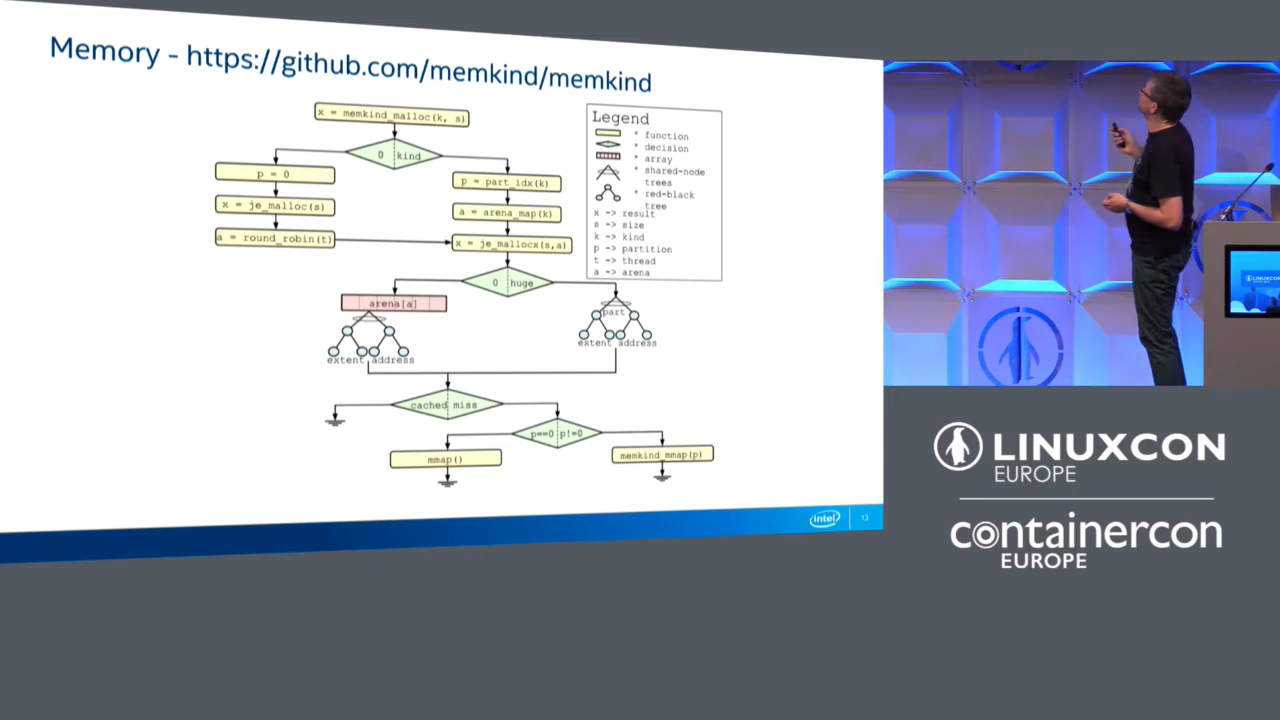 Memory - https://github.com/memkind/memkind
x = memkind_malloc(k, s)
0 kind
p = 0
x = je_malloc(s)
a = round_robin(t)
p = part_idx(k)
a = arena_map(k)
x = je_mallocx(s,a)
0 huge
arena[a]
extent address
part
extent address
cached miss
p==0 p!=0
mmap()
memkind_mmap(p)
Legend
* function
* decision
* array
* shared-node
trees
* red-black
tree
x -> result
s -> size
k -> kind
p -> partition
t -> thread
a -> arena
intel
13
LINUXCON
LINUXCON
EUROPE
containercon
EUROPE